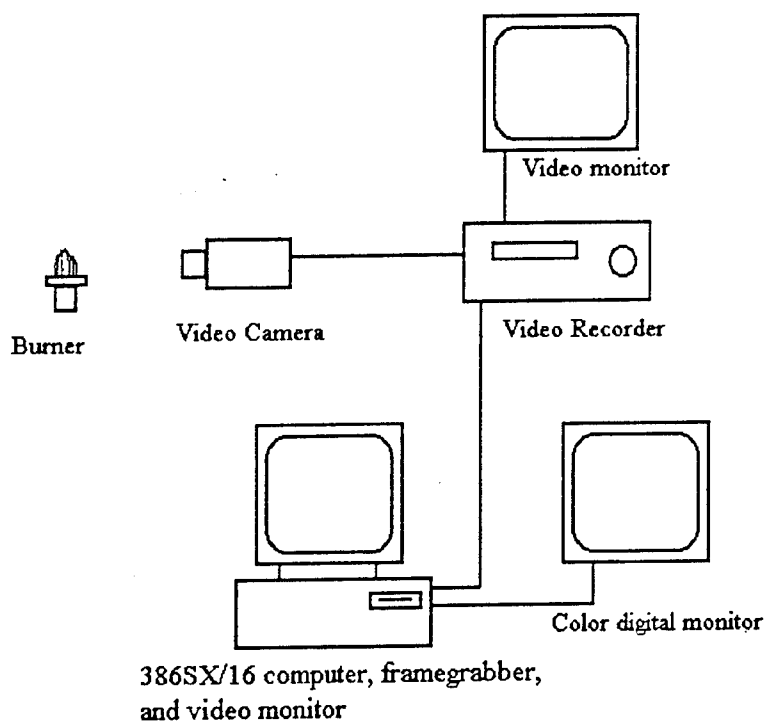 Video monitor
Burner
Video Camera
Video Recorder
Color digital monitor
386SX/16 computer, framegrabber,
and video monitor